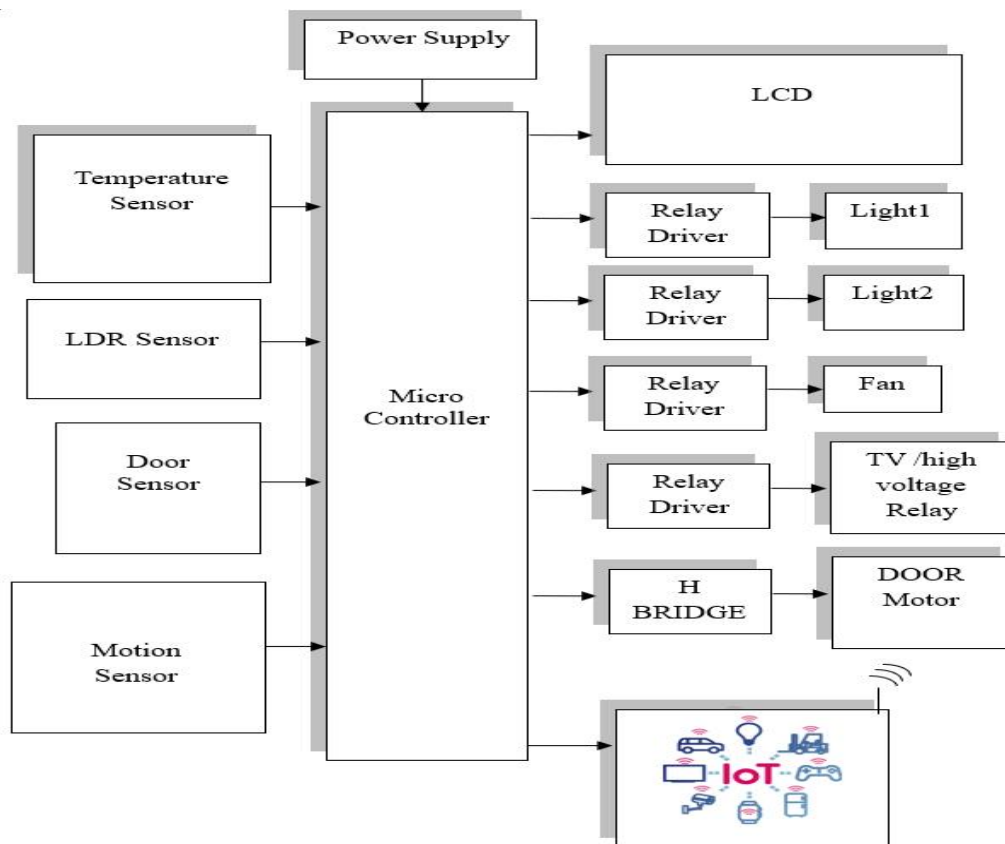 Power Supply
LCD
Temperature
Sensor
LDR Sensor
Door
Sensor
Motion
Sensor
Micro
Controller
Relay
Driver
Light1
Relay
Driver
Light2
Relay
Driver
Fan
Relay
Driver
TV /high
voltage
Relay
H
BRIDGE
DOOR
Motor
IoT